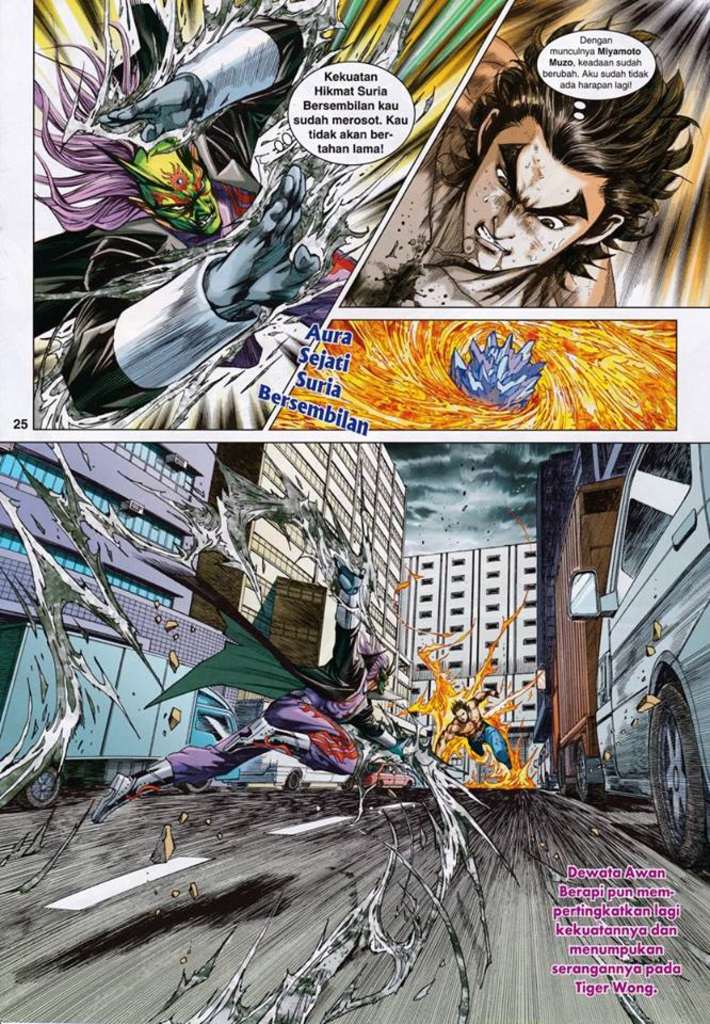 Kekuatan
Hikmat Suria
Bersembilan kau
sudah merosot. Kau
tidak akan ber-
tahan lama!
Dengan
munculnya Miyamoto
Muzo, keadaan sudah
berubah. Aku sudah tidak
ada harapan lagi!
Aura
Sejati
Suria
Bersembilan
25
Dewata Awan
Berapi pun mem-
pertingkatkan lagi
kekuatannya dan
menumpukan
serangannya pada
Tiger Wong.